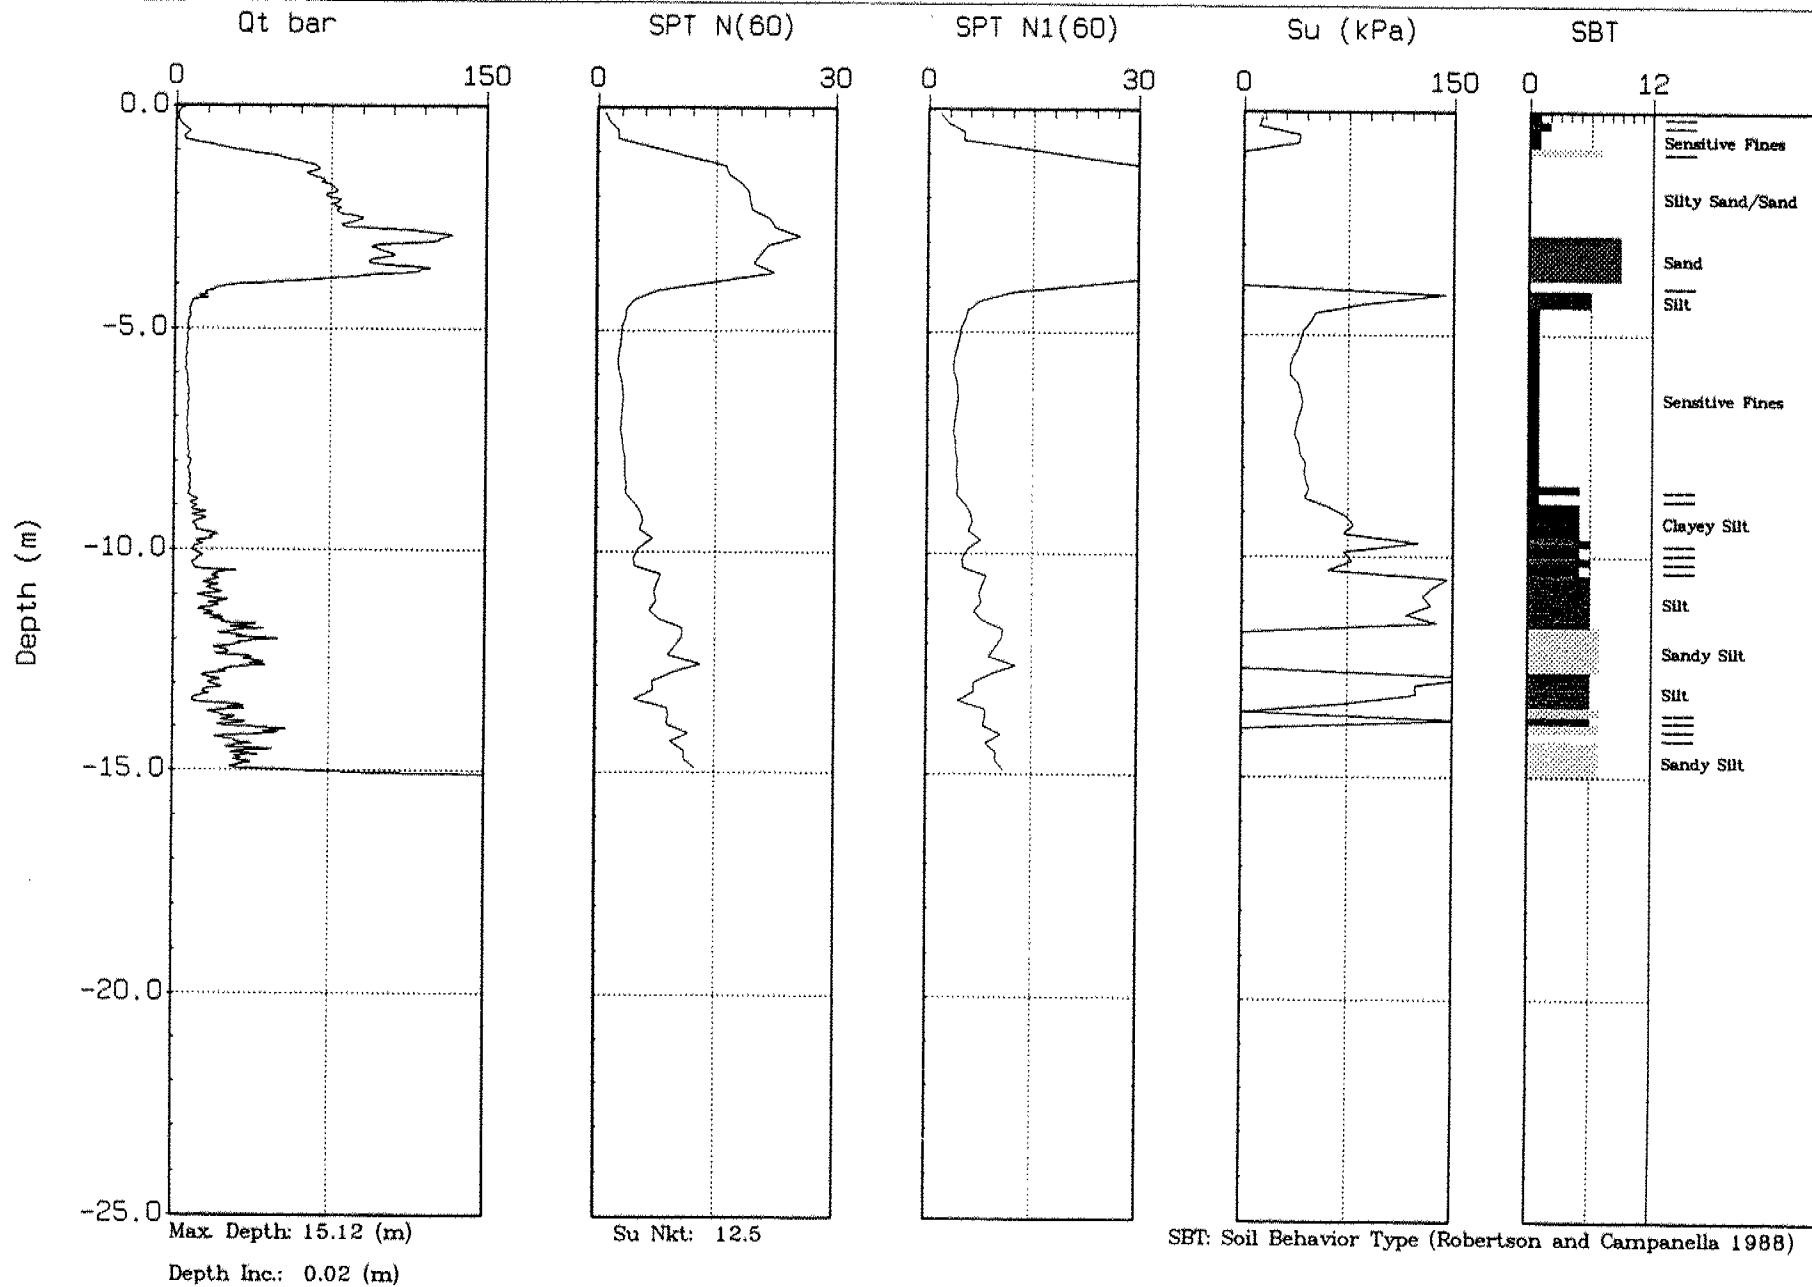 Qt bar SPT N(60) SPT N1(60) Su (kPa) SBT
0 150 0 30 0 30 0 150 0 12
0.0
Sensitive Fines
Silty Sand/Sand
Sand
Silt
-5.0
Sensitive Fines
Clayey Silt
-10.0
Silt
Sandy Silt
Silt
Sandy Silt
-15.0
-20.0
-25.0
Depth (m)
Max. Depth: 15.12 (m) Su Nkt: 12.5 SBT: Soil Behavior Type (Robertson and Campanella 1988)
Depth Inc.: 0.02 (m)